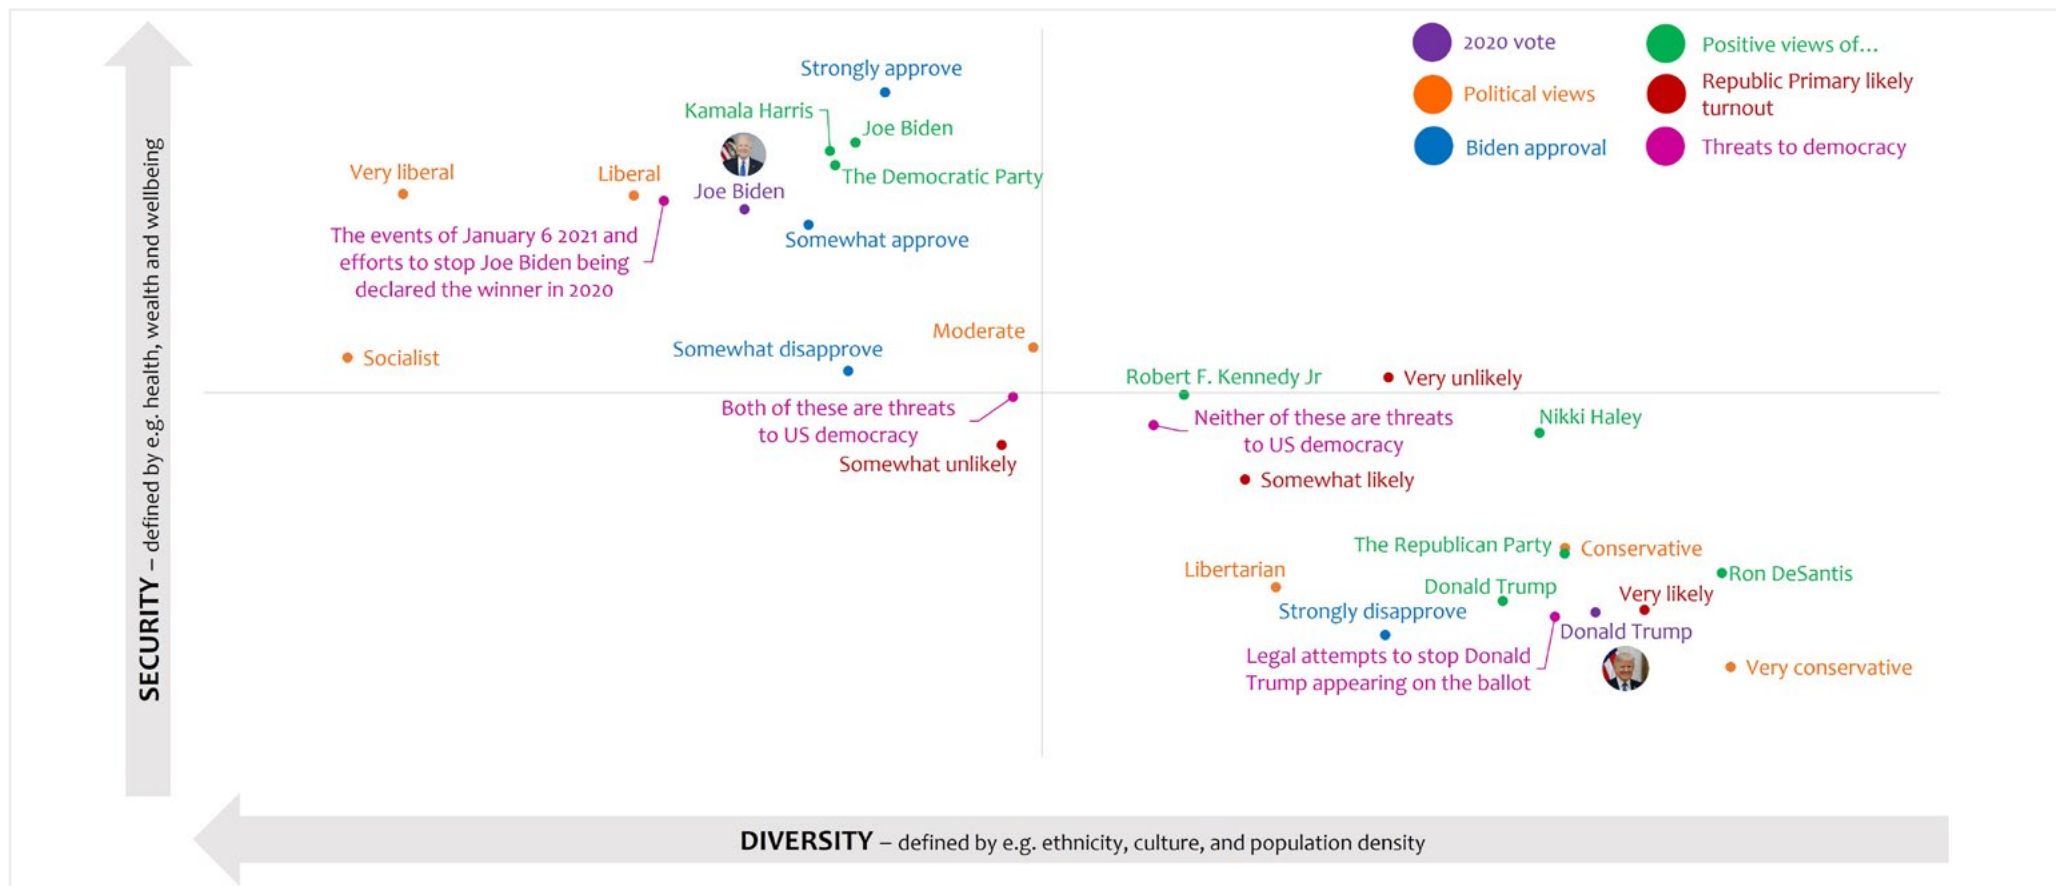 2020 vote
Positive views of...
Political views
Republic Primary likely
turnout
Biden approval
Threats to democracy
SECURITY – defined by e.g. health, wealth and wellbeing
Strongly approve
Kamala Harris
Joe Biden
The Democratic Party
Very liberal
Liberal
Joe Biden
The events of January 6 2021 and
efforts to stop Joe Biden being
declared the winner in 2020
Somewhat approve
Moderate
Somewhat disapprove
Socialist
Robert F. Kennedy Jr
Very unlikely
Both of these are threats
to US democracy
Neither of these are threats
to US democracy
Nikki Haley
Somewhat unlikely
Somewhat likely
The Republican Party
Conservative
Libertarian
Ron DeSantis
Donald Trump
Very likely
Strongly disapprove
Donald Trump
Legal attempts to stop Donald
Trump appearing on the ballot
Very conservative
DIVERSITY – defined by e.g. ethnicity, culture, and population density